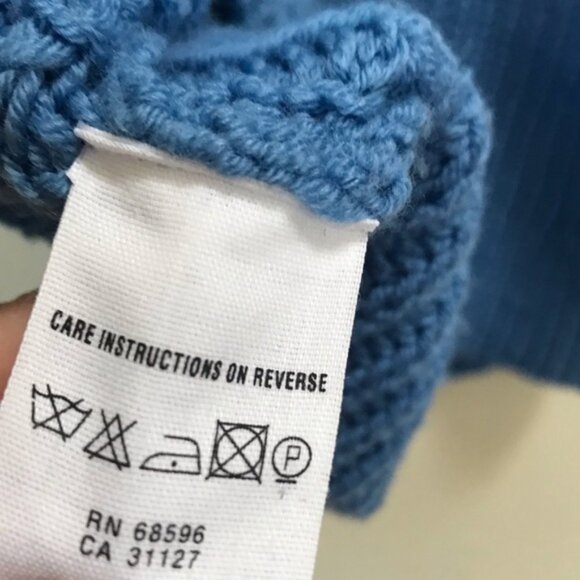 CARE INSTRUCTIONS ON REVERSE
P
RN 68596
CA 31127